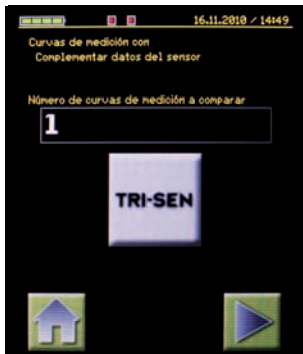 16.11.2010 / 14:49
Curvas de medición con
Complementar datos del sensor
Número de curvas de medición a comparar
1
TRI-SEN